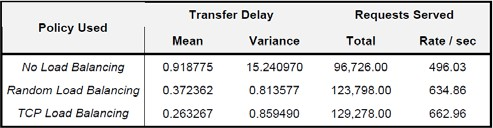 Policy Used Transfer Delay Requests Served
Mean Variance Total Rate / sec
No Load Balancing 0.918775 15.240970 96,726.00 496.03
Random Load Balancing 0.372362 0.813577 123,798.00 634.86
TCP Load Balancing 0.263267 0.859490 129,278.00 662.96